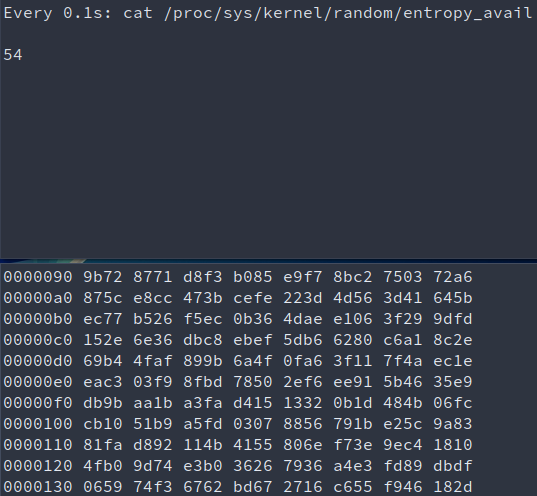 Every 0.1s: cat /proc/sys/kernel/random/entropy_avail
54
0000090 9b72 8771 d8f3 b085 e9f7 8bc2 7503 72a6
00000a0 875c e8cc 473b cefe 223d 4d56 3d41 645b
00000b0 ec77 b526 f5ec 0b36 4dae e106 3f29 9dfd
00000c0 152e 6e36 dbc8 ebef 5db6 6280 c6a1 8c2e
00000d0 69b4 4faf 899b 6a4f 0fa6 3f11 7f4a ec1e
00000e0 eac3 03f9 8fbd 7850 2ef6 ee91 5b46 35e9
00000f0 db9b aa1b a3fa d415 1332 0b1d 484b 06fc
0000100 cb10 51b9 a5fd 0307 8856 791b e25c 9a83
0000110 81fa d892 114b 4155 806e f73e 9ec4 1810
0000120 4fb0 9d74 e3b0 3626 7936 a4e3 fd89 dbdf
0000130 0659 74f3 6762 bd67 2716 c655 f946 182d